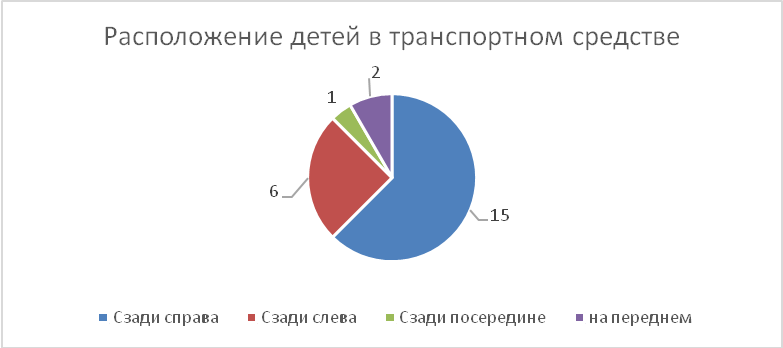 Расположение детей в транспортном средстве
2
1
6
15
Сзади справа Сзади слева Сзади посередине на переднем